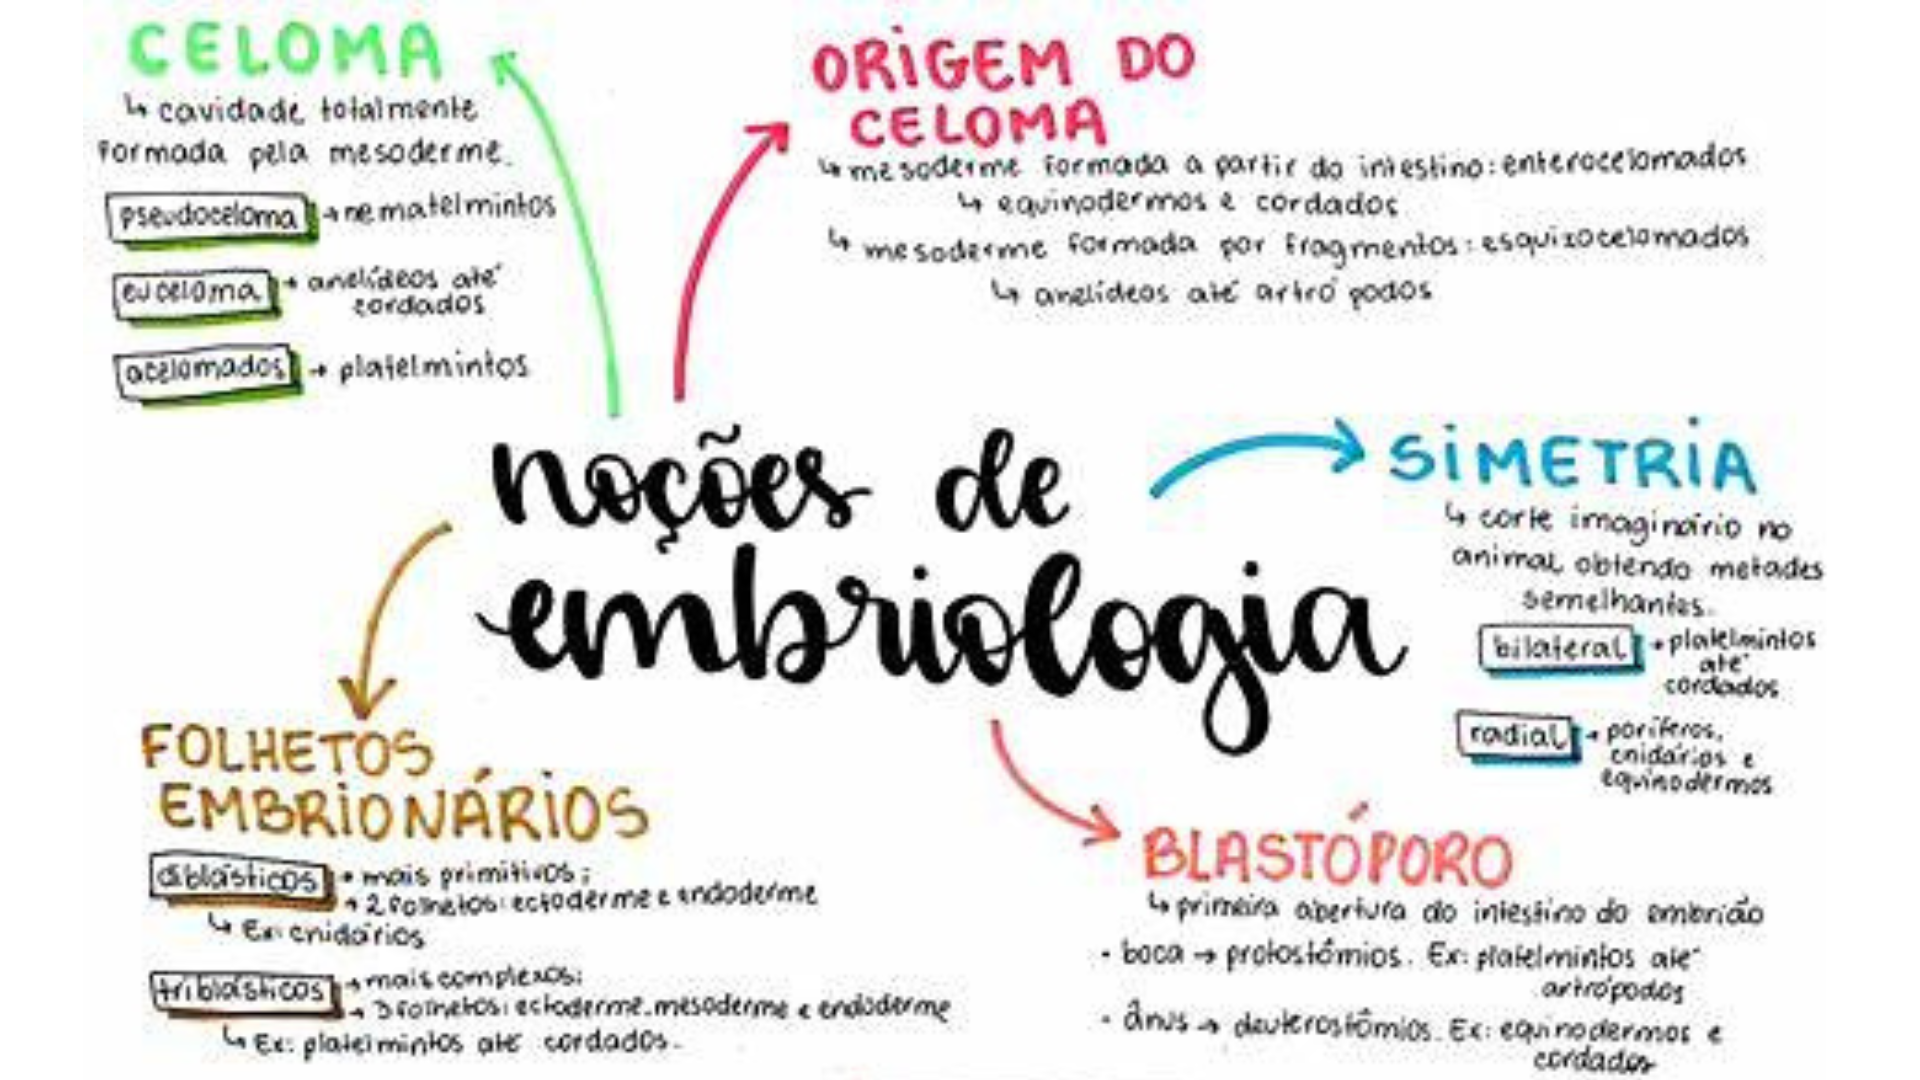 CELOMA
↳ cavidade totalmente
formada pela mesoderme.
pseudoceloma → nematelmintos
euceloma → anelídeos até
cordados
acelomados → platelmintos
ORIGEM DO
CELOMA
↳ mesoderme formada a partir do intestino: enterocelomados
↳ equinodermos e cordados
↳ mesoderme formada por fragmentos: esquizocelomados
↳ anelídeos até artrópodos
noções de
embriologia
SIMETRIA
↳ corte imaginário no
animal, obtendo metades
semelhantes.
bilateral → platelmintos
até
cordados
radial → poríferos,
cnidários e
equinodermos
FOLHETOS
EMBRIONÁRIOS
diblásticos → mais primitivos;
→ 2 folhetos: ectoderme e endoderme
↳ Ex: cnidários
triblásticos → mais complexos;
→ 3 folhetos: ectoderme, mesoderme e endoderme
↳ Ex: platelmintos até cordados.
BLASTÓPORO
↳ primeira abertura do intestino do embrião
• boca → protostômios. Ex: platelmintos até
artrópodos
• ânus → deuterostômios. Ex: equinodermos e
cordados